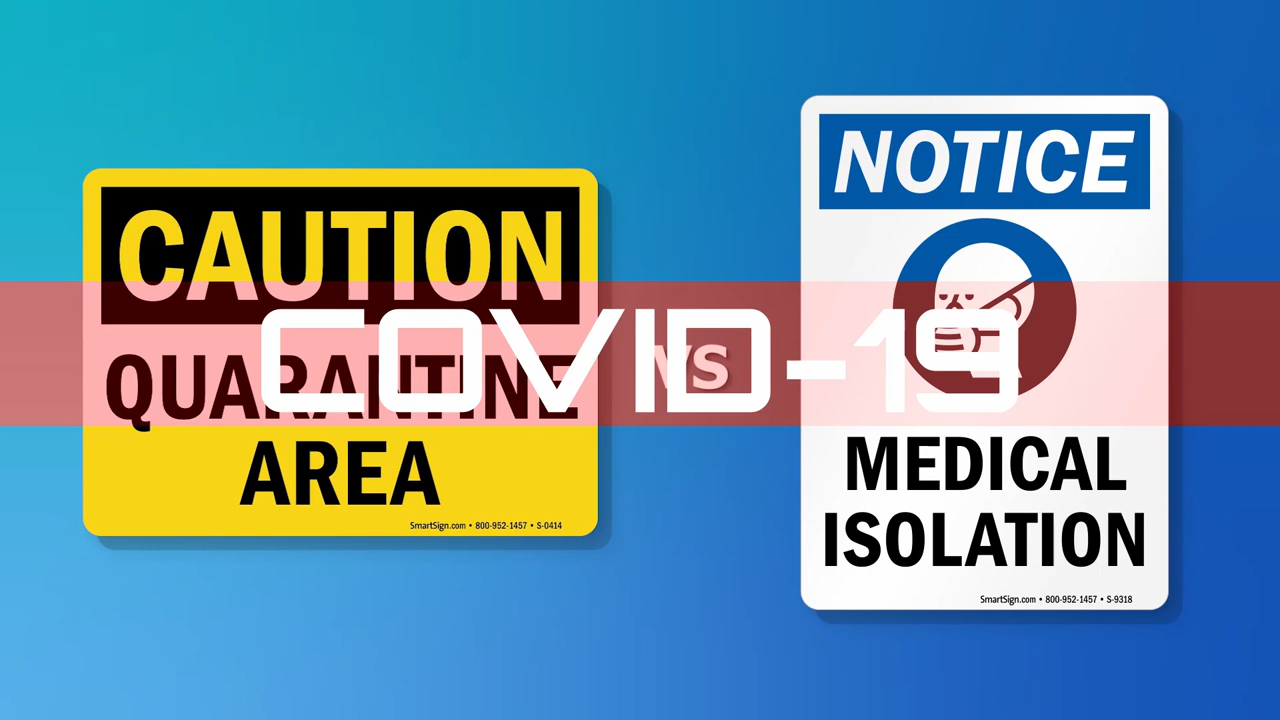 CAUTION
QUARANTINE
AREA
SmartSign.com • 800-952-1457 • S-0414
VS
COVID-19
NOTICE
MEDICAL
ISOLATION
SmartSign.com • 800-952-1457 • S-9318